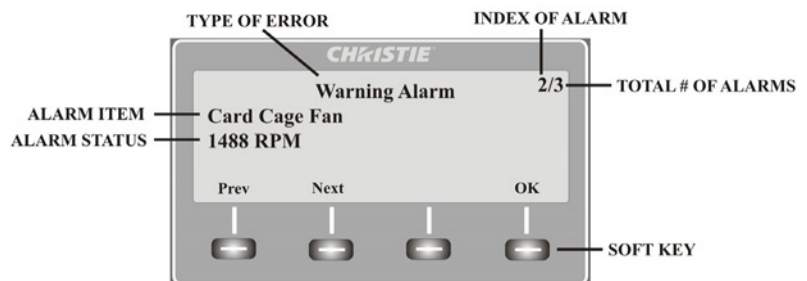 TYPE OF ERROR
INDEX OF ALARM
CHRISTIE
Warning Alarm
2/3
TOTAL # OF ALARMS
ALARM ITEM
Card Cage Fan
ALARM STATUS
1488 RPM
Prev Next OK
SOFT KEY